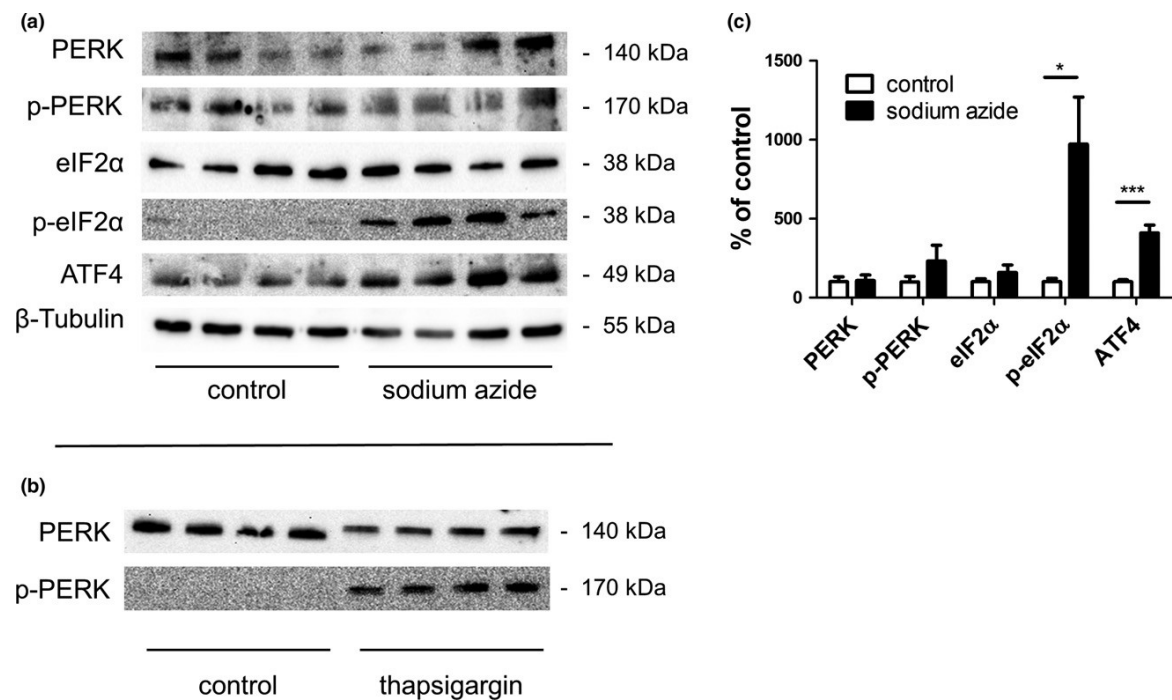 (a)
PERK - 140 kDa
p-PERK - 170 kDa
eIF2α - 38 kDa
p-eIF2α - 38 kDa
ATF4 - 49 kDa
β-Tubulin - 55 kDa
control sodium azide
(b)
PERK - 140 kDa
p-PERK - 170 kDa
control thapsigargin
(c)
% of control
1500
1000
500
0
control
sodium azide
*
***
PERK
p-PERK
eIF2α
p-eIF2α
ATF4